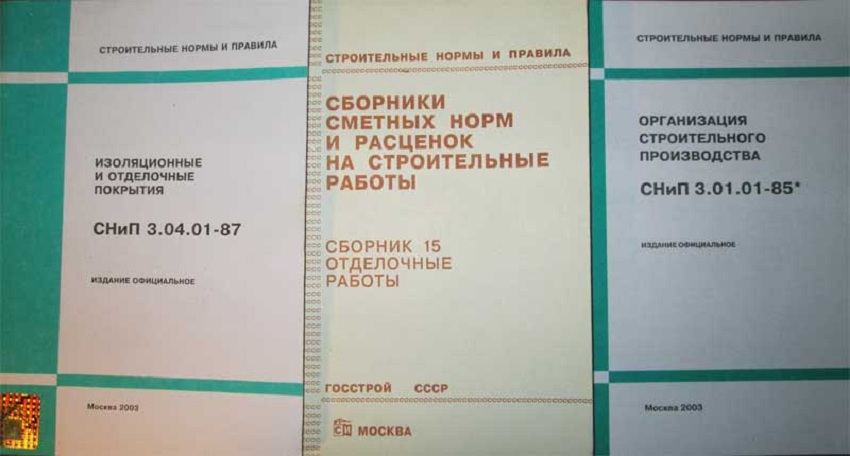 СТРОИТЕЛЬНЫЕ НОРМЫ И ПРАВИЛА
ИЗОЛЯЦИОННЫЕ
И ОТДЕЛОЧНЫЕ
ПОКРЫТИЯ
СНиП 3.04.01-87
ИЗДАНИЕ ОФИЦИАЛЬНОЕ
Москва 2003
СТРОИТЕЛЬНЫЕ НОРМЫ И ПРАВИЛА
СБОРНИКИ
СМЕТНЫХ НОРМ
И РАСЦЕНОК
НА СТРОИТЕЛЬНЫЕ
РАБОТЫ
СБОРНИК 15
ОТДЕЛОЧНЫЕ
РАБОТЫ
ГОССТРОЙ СССР
МОСКВА
СТРОИТЕЛЬНЫЕ НОРМЫ И ПРАВИЛА
ОРГАНИЗАЦИЯ
СТРОИТЕЛЬНОГО
ПРОИЗВОДСТВА
СНиП 3.01.01-85*
ИЗДАНИЕ ОФИЦИАЛЬНОЕ
Москва 2003